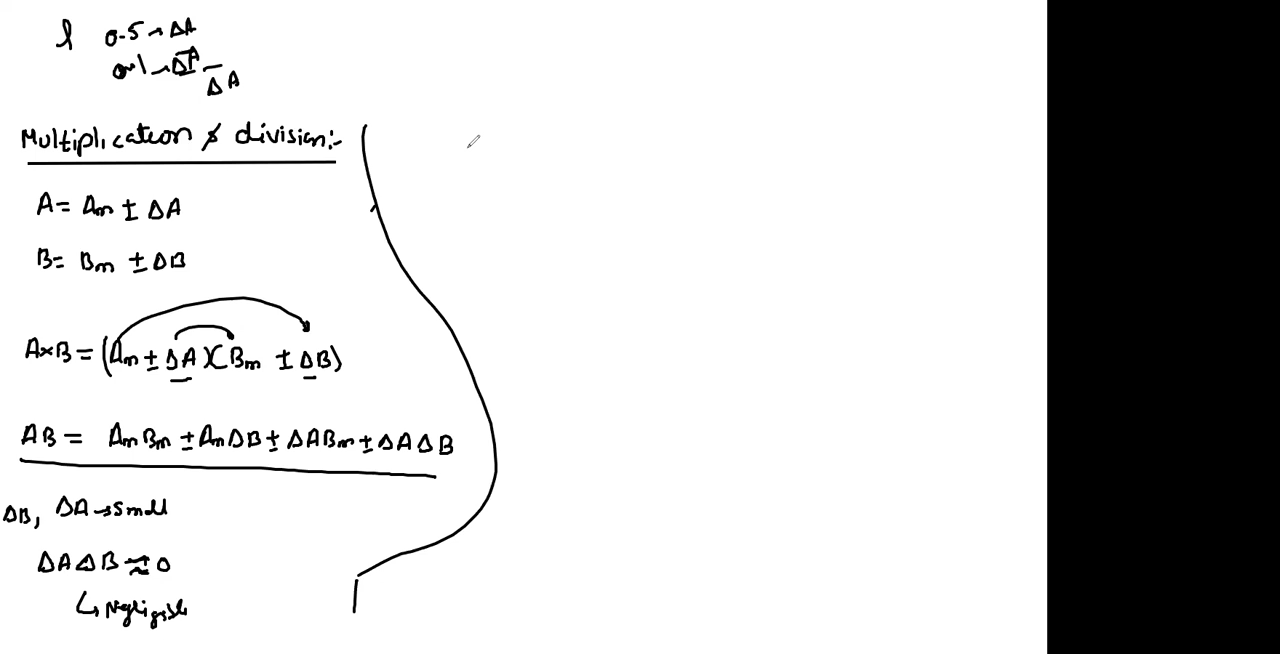 0.5 → ΔA
0.1 →
ΔA
Multiplication & division:-
A = Am ± ΔA
B = Bm ± ΔB
A×B = (Am ± ΔA)(Bm ± ΔB)
AB = AmBm ± AmΔB ± ΔABm ± ΔAΔB
ΔB, ΔA → small
ΔAΔB ≈ 0
↳ Negligible